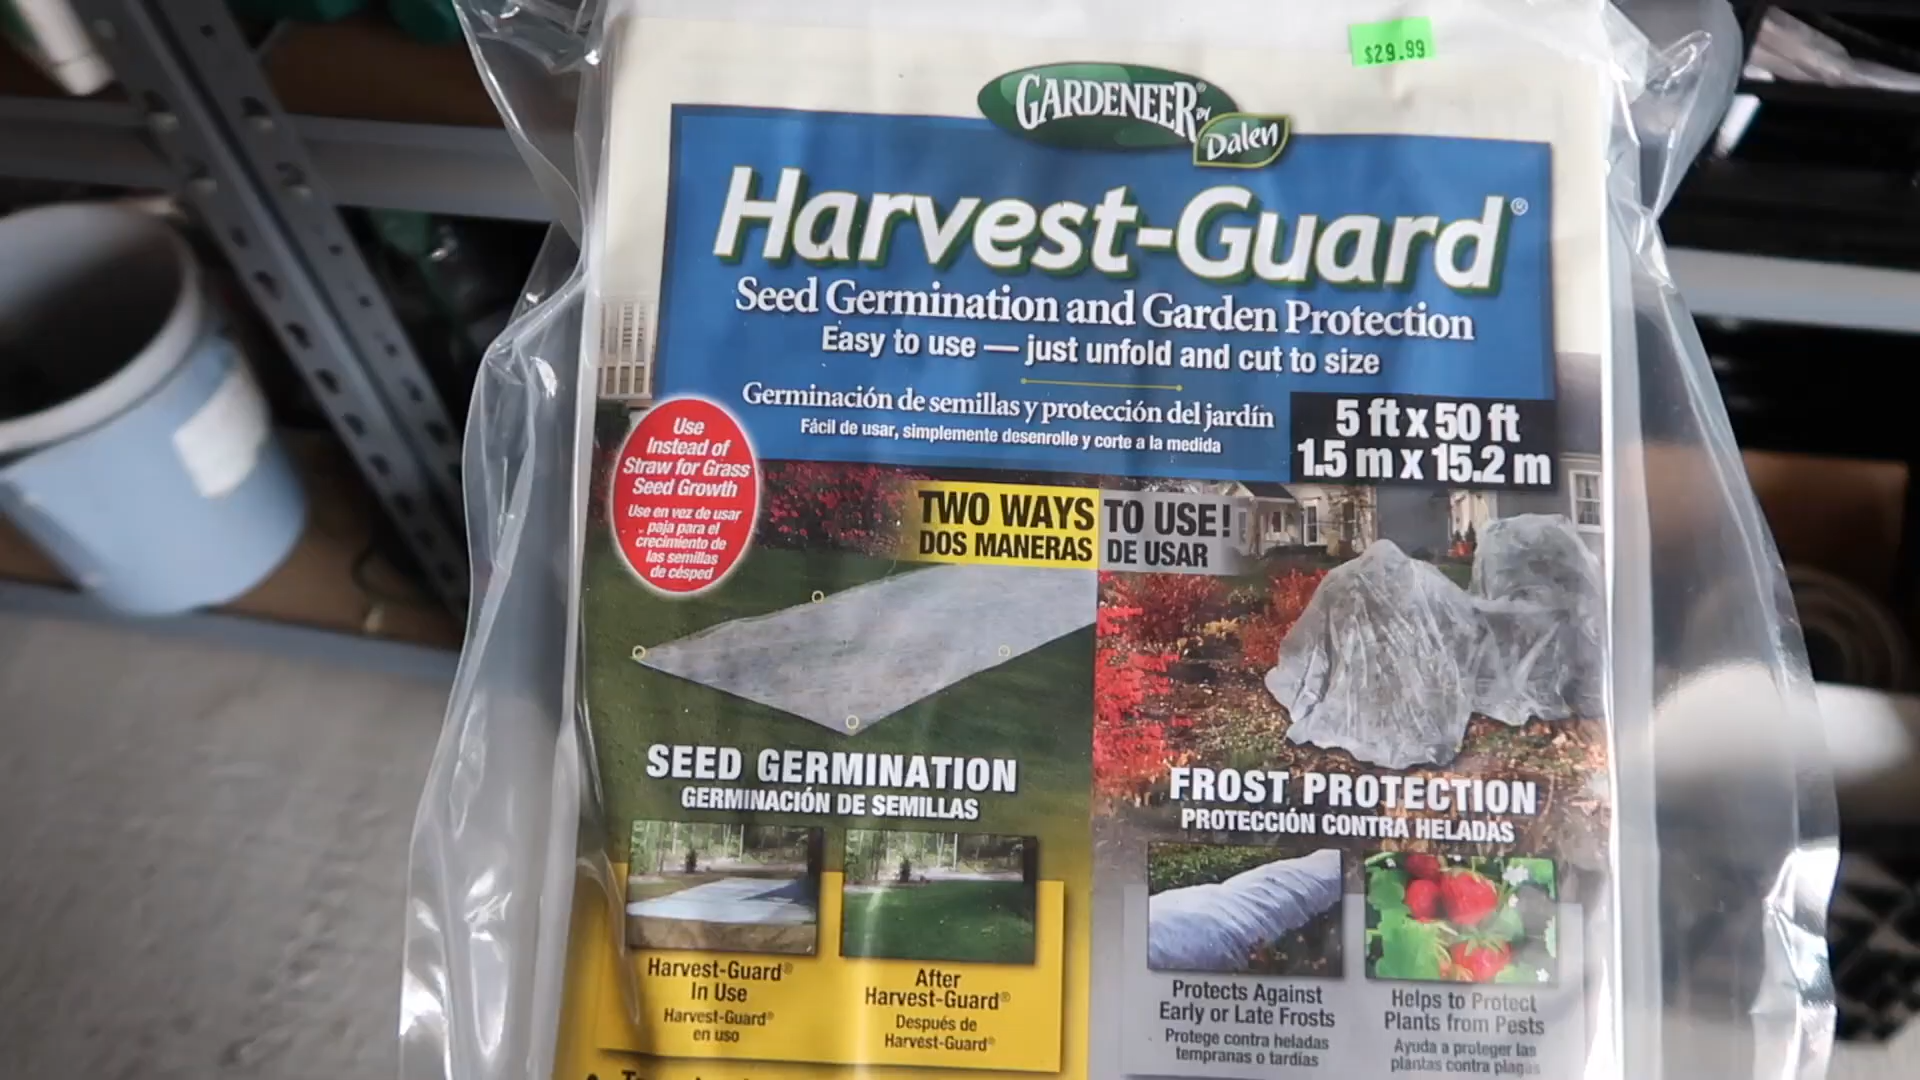 $29.99
GARDENEER® BY
Dalen
Harvest-Guard®
Seed Germination and Garden Protection
Easy to use — just unfold and cut to size
Germinación de semillas y protección del jardín
Fácil de usar, simplemente desenrolle y corte a la medida
5 ft x 50 ft
1.5 m x 15.2 m
Use
Instead of
Straw for Grass
Seed Growth
Use en vez de usar
paja para el
crecimiento de
las semillas
de césped
TWO WAYS TO USE!
DOS MANERAS DE USAR
SEED GERMINATION
GERMINACIÓN DE SEMILLAS
FROST PROTECTION
PROTECCIÓN CONTRA HELADAS
Harvest-Guard®
In Use
Harvest-Guard®
en uso
After
Harvest-Guard®
Después de
Harvest-Guard®
Protects Against
Early or Late Frosts
Protege contra heladas
tempranas o tardías
Helps to Protect
Plants from Pests
Ayuda a proteger las
plantas contra plagas